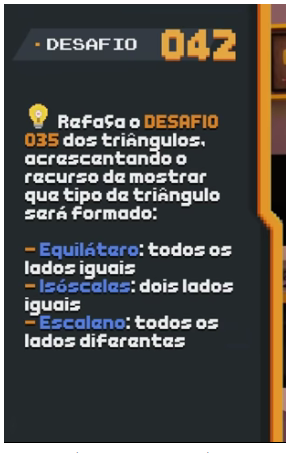 - DESAFIO 042
Refaça o DESAFIO
035 dos triângulos,
acrescentando o
recurso de mostrar
que tipo de triângulo
será formado:
- Equilátero: todos os
lados iguais
- Isósceles: dois lados
iguais
- Escaleno: todos os
lados diferentes